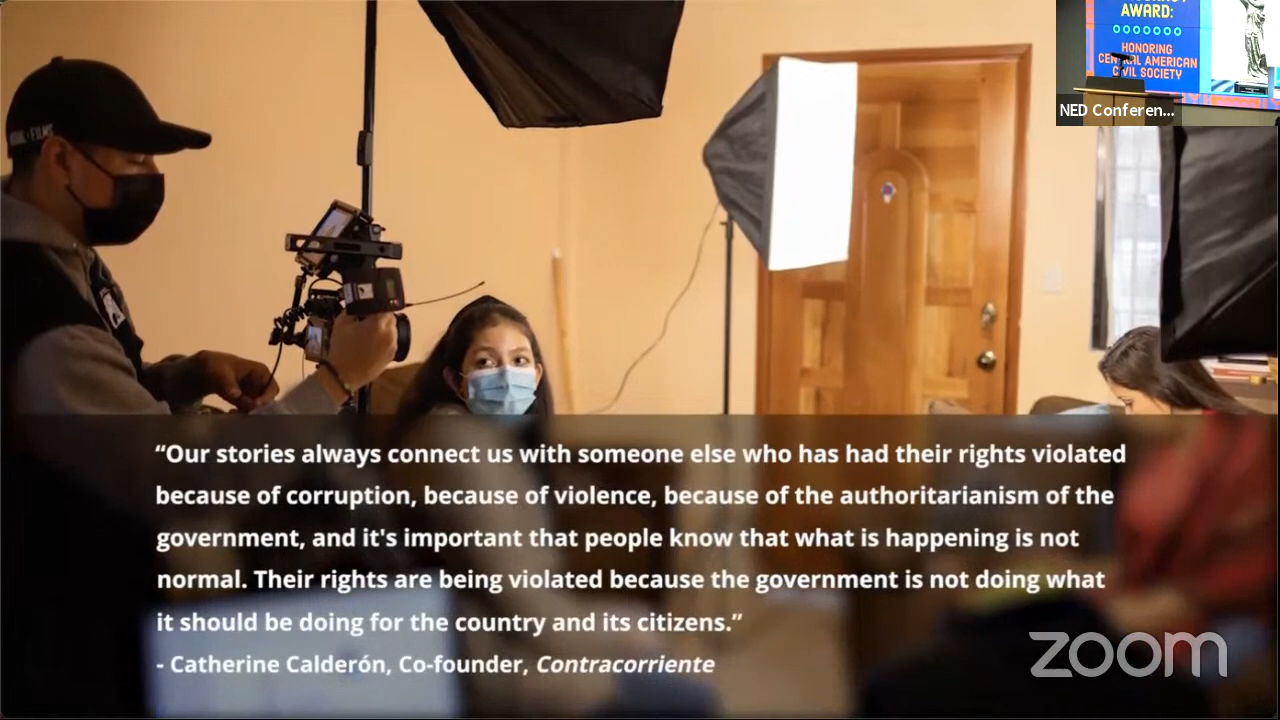 AWARD:
HONORING
CENTRAL AMERICAN
CIVIL SOCIETY
NED Conferen...
FILMS
“Our stories always connect us with someone else who has had their rights violated
because of corruption, because of violence, because of the authoritarianism of the
government, and it's important that people know that what is happening is not
normal. Their rights are being violated because the government is not doing what
it should be doing for the country and its citizens.”
- Catherine Calderón, Co-founder, Contracorriente
zoom